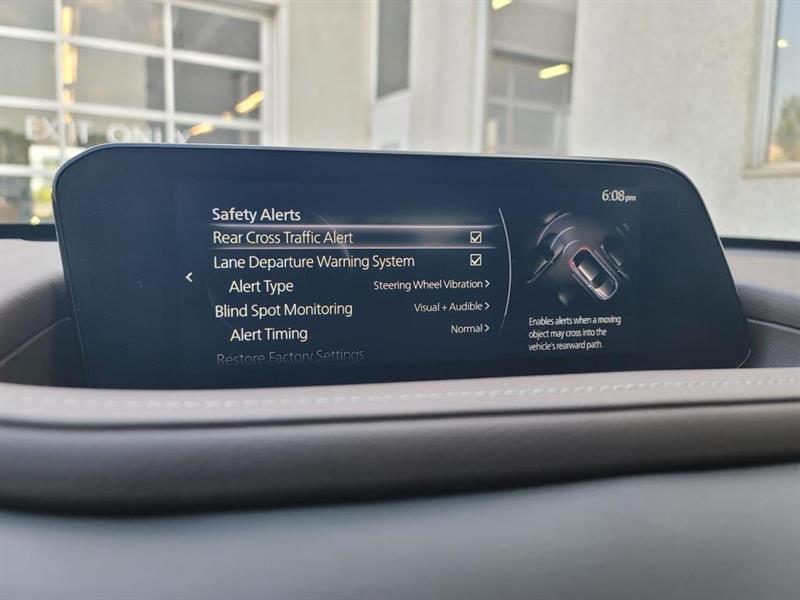 EXIT ONLY
6:08pm
Safety Alerts
Rear Cross Traffic Alert
Lane Departure Warning System
Alert Type Steering Wheel Vibration
Blind Spot Monitoring Visual + Audible
Alert Timing Normal
Restore Factory Settings
Enables alerts when a moving
object may cross into the
vehicle's rearward path.